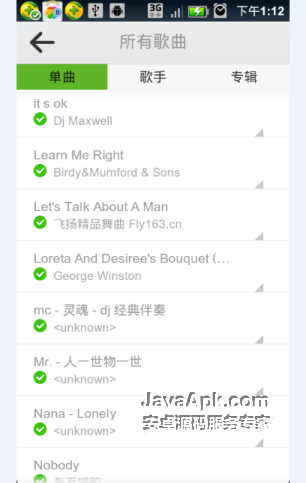 3G
下午1:12
所有歌曲
单曲 歌手 专辑
it s ok
Dj Maxwell
Learn Me Right
Birdy&Mumford & Sons
Let's Talk About A Man
飞扬精品舞曲 Fly163.cn
Loreta And Desiree's Bouquet (...
George Winston
mc - 灵魂 - dj 经典伴奏
<unknown>
Mr. - 人一世物一世
<unknown>
JavaApk.com
Nana - Lonely
安卓源码服务专家
<unknown>
Nobody